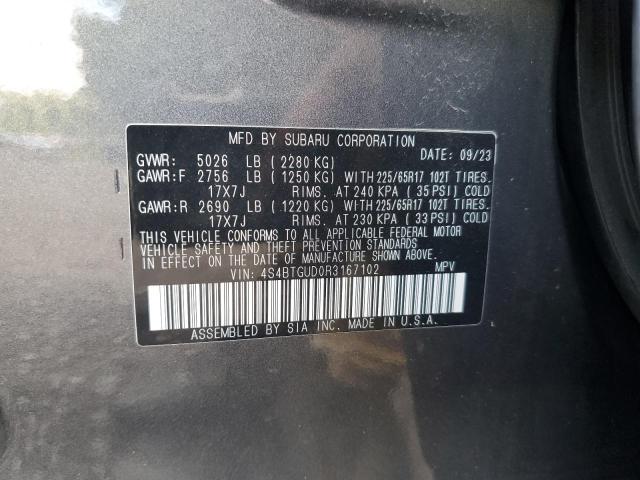 MFD BY SUBARU CORPORATION
GVWR: 5026 LB (2280 KG) DATE: 09/23
GAWR:F 2756 LB (1250 KG) WITH 225/65R17 102T TIRES.
17X7J RIMS. AT 240 KPA (35 PSI) COLD
GAWR:R 2690 LB (1220 KG) WITH 225/65R17 102T TIRES.
17X7J RIMS. AT 230 KPA (33 PSI) COLD
THIS VEHICLE CONFORMS TO ALL APPLICABLE FEDERAL MOTOR
VEHICLE SAFETY AND THEFT PREVENTION STANDARDS
IN EFFECT ON THE DATE OF MANUFACTURE SHOWN ABOVE.
VIN: 4S4BTGUD0R3167102 MPV
ASSEMBLED BY SIA INC. MADE IN U.S.A.